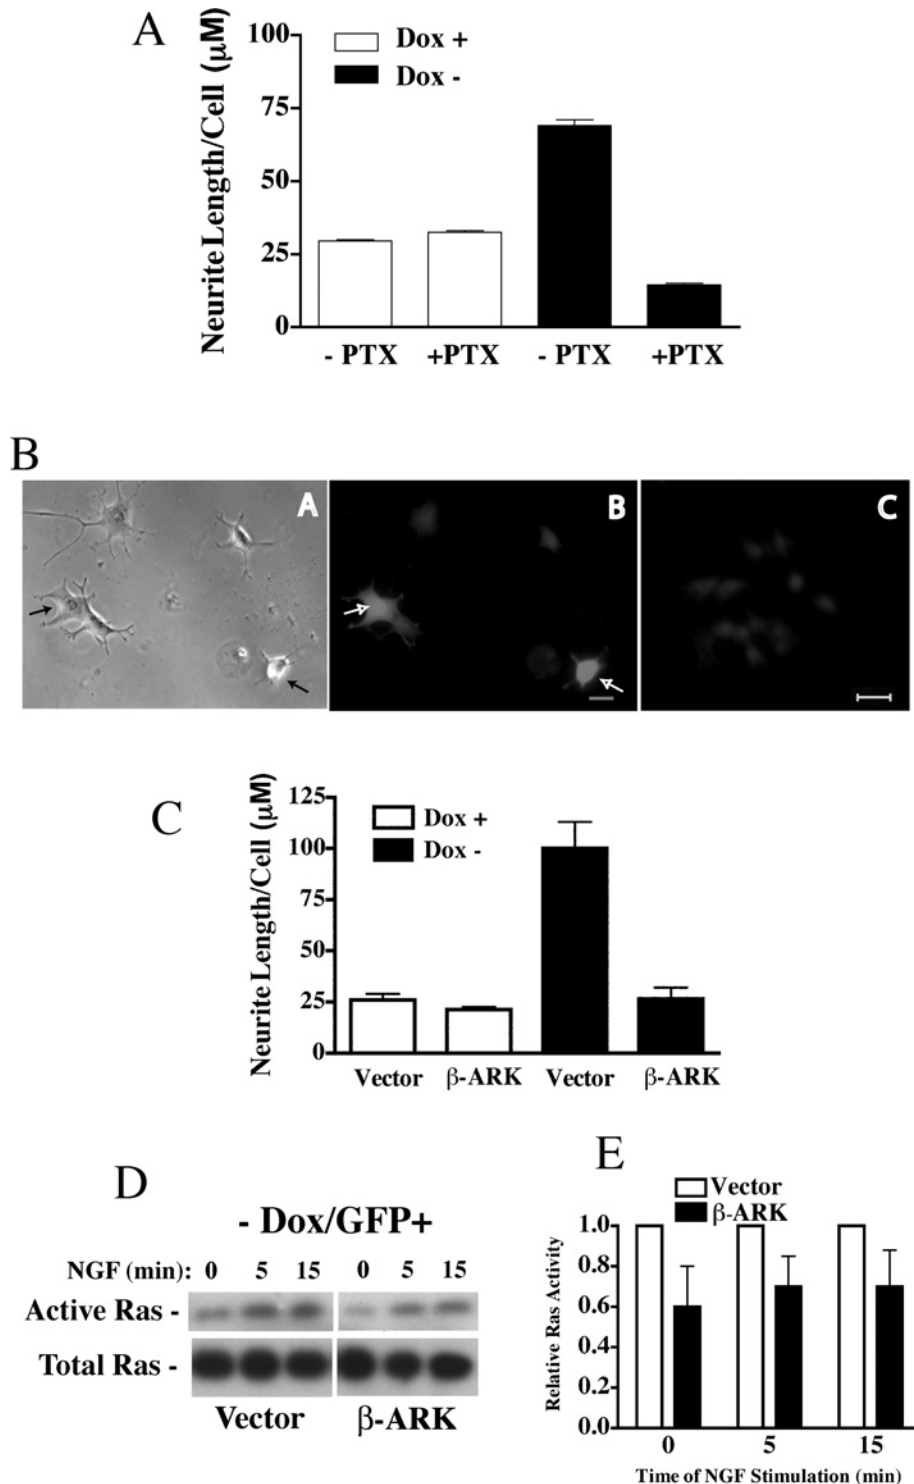 A
100
75
50
25
0
Neurite Length/Cell (μM)
Dox +
Dox -
- PTX
+PTX
- PTX
+PTX
B
A
B
C
C
125
100
75
50
25
0
Neurite Length/Cell (μM)
Dox +
Dox -
Vector
β-ARK
Vector
β-ARK
D
- Dox/GFP+
NGF (min): 0 5 15 0 5 15
Active Ras -
Total Ras -
Vector
β-ARK
E
Vector
β-ARK
1.0
0.8
0.6
0.4
0.2
0.0
Relative Ras Activity
0
5
15
Time of NGF Stimulation (min)